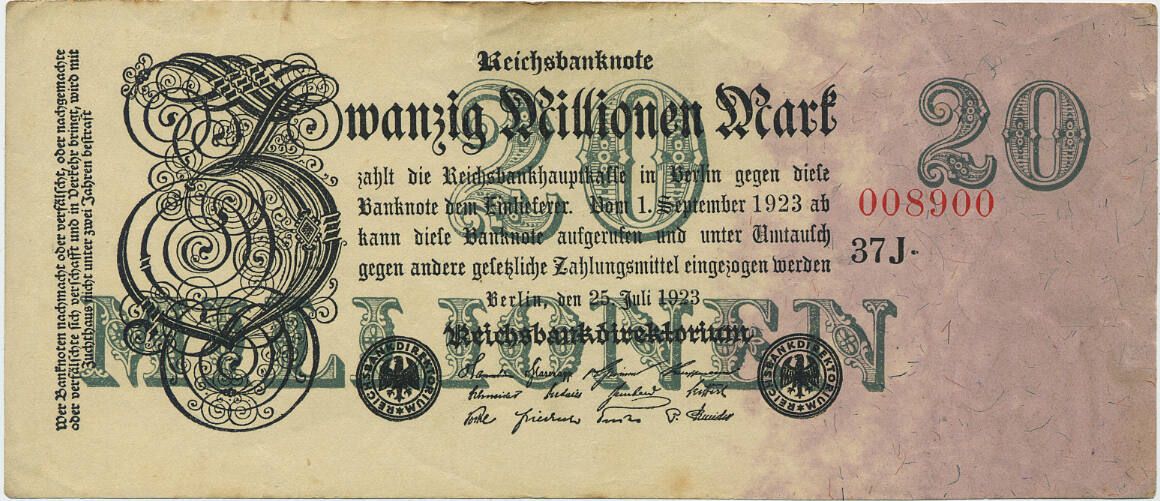 Wer Banknoten nachmacht oder verfälscht, oder nachgemachte
oder verfälschte sich verschafft und in Verkehr bringt, wird mit
Zuchthaus nicht unter zwei Jahren bestraft
Reichsbanknote
Zwanzig Millionen Mark
20
20
zahlt die Reichsbankhauptkasse in Berlin gegen diese
Banknote dem Einlieferer. Vom 1. September 1923 ab
kann diese Banknote aufgerufen und unter Umtausch
gegen andere gesetzliche Zahlungsmittel eingezogen werden
008900
37J·
Berlin, den 25. Juli 1923
MILLIONEN
Reichsbankdirektorium
REICHSBANKDIREKTORIUM
REICHSBANKDIREKTORIUM